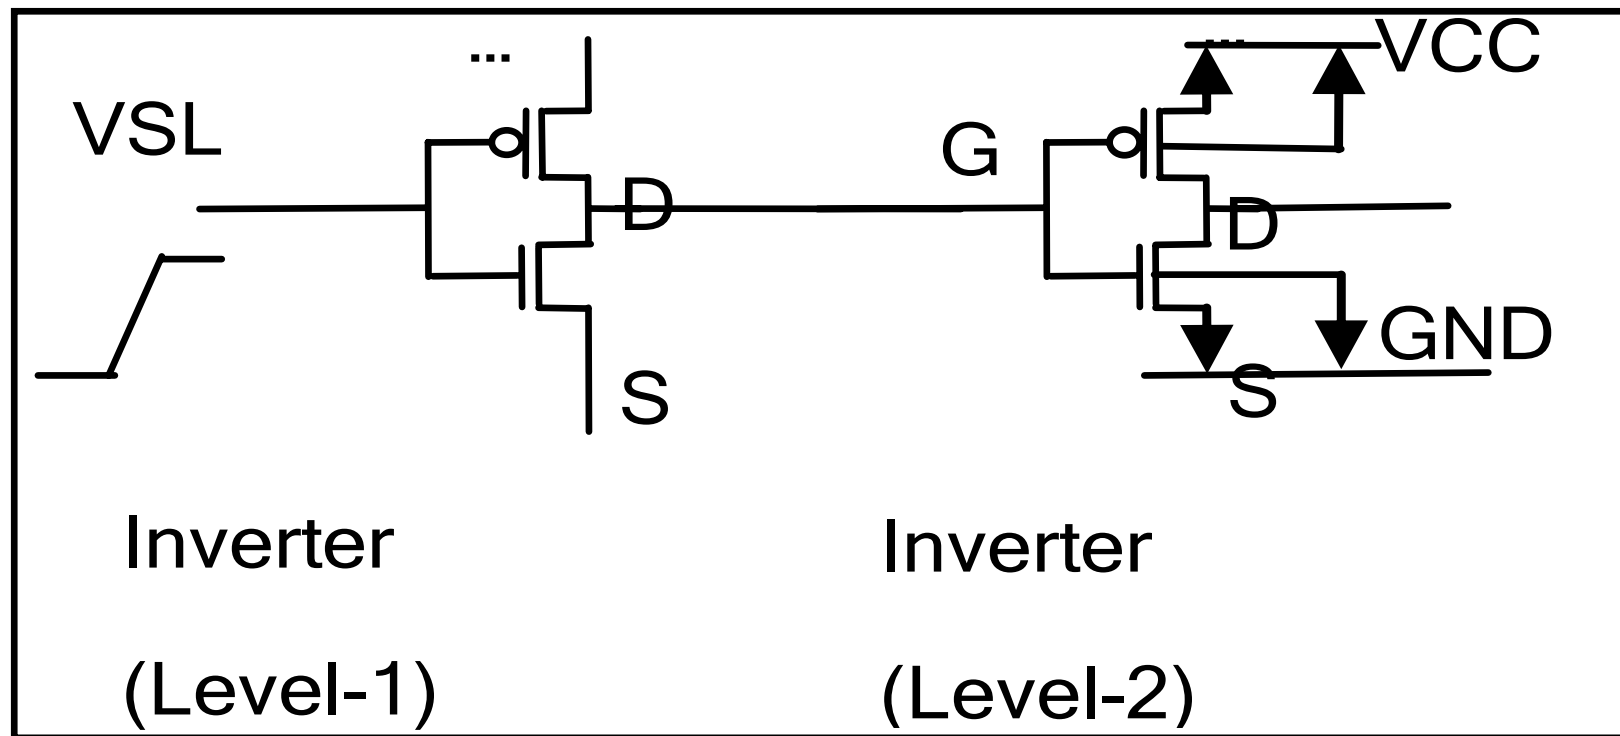 ...
...
VCC
VSL
G
D
D
S
GND
S
Inverter
(Level-1)
Inverter
(Level-2)